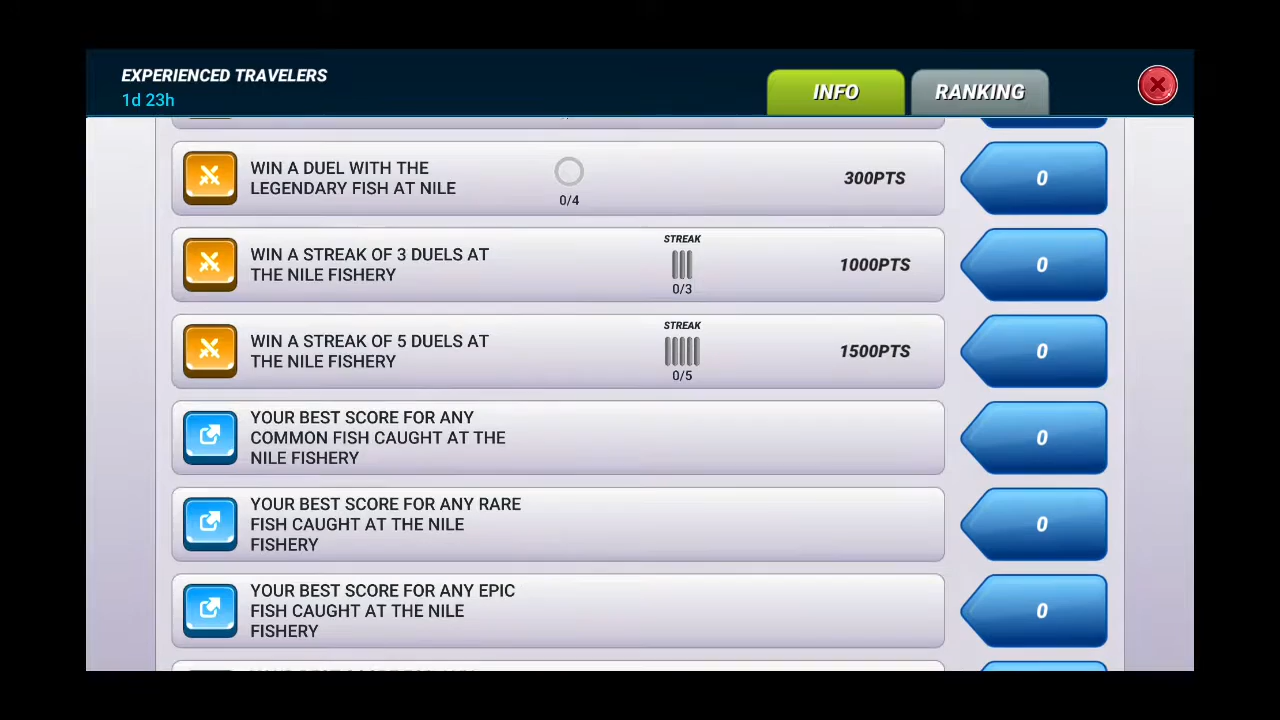 EXPERIENCED TRAVELERS
1d 23h
INFO
RANKING
WIN A DUEL WITH THE
LEGENDARY FISH AT NILE
0/4
300PTS
0
WIN A STREAK OF 3 DUELS AT
THE NILE FISHERY
STREAK
0/3
1000PTS
0
WIN A STREAK OF 5 DUELS AT
THE NILE FISHERY
STREAK
0/5
1500PTS
0
YOUR BEST SCORE FOR ANY
COMMON FISH CAUGHT AT THE
NILE FISHERY
0
YOUR BEST SCORE FOR ANY RARE
FISH CAUGHT AT THE NILE
FISHERY
0
YOUR BEST SCORE FOR ANY EPIC
FISH CAUGHT AT THE NILE
FISHERY
0